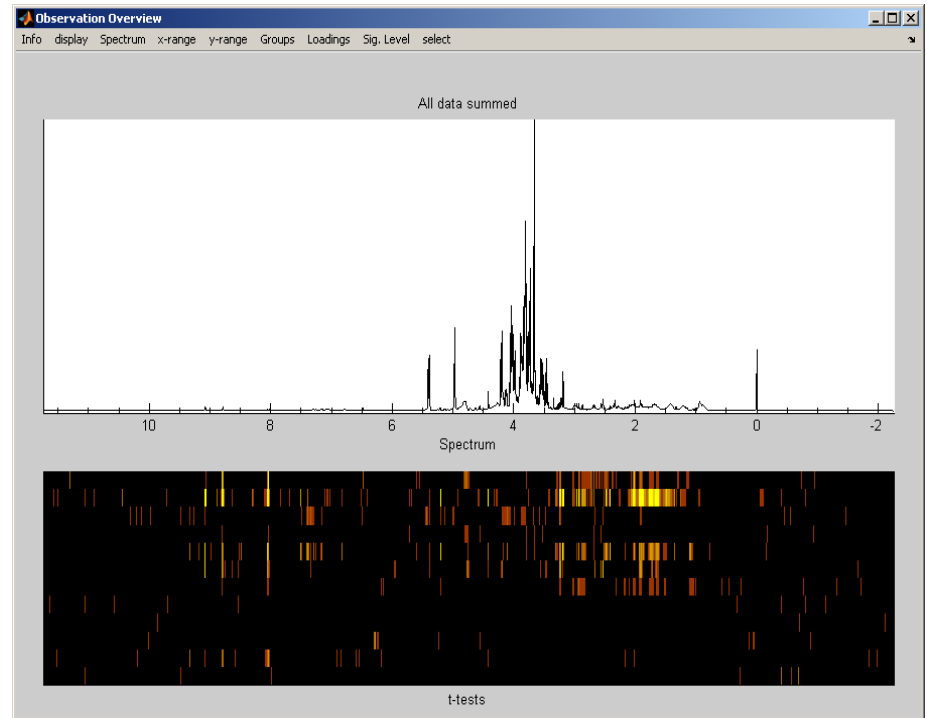 Observation Overview
Info display Spectrum x-range y-range Groups Loadings Sig. Level select
All data summed
10 8 6 4 2 0 -2
Spectrum
t-tests